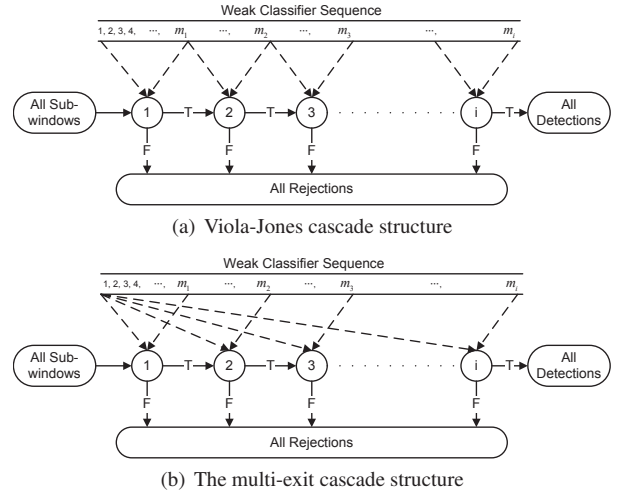 Weak Classifier Sequence
1, 2, 3, 4, ···, m₁ ···, m₂ ···, m₃ ···, mᵢ
All Sub-windows
1 T 2 T 3 · · · · · · · · · · i T
All Detections
F F F F
All Rejections
(a) Viola-Jones cascade structure
Weak Classifier Sequence
1, 2, 3, 4, ···, m₁ ···, m₂ ···, m₃ ···, mᵢ
All Sub-windows
1 T 2 T 3 · · · · · · · · · · i T
All Detections
F F F F
All Rejections
(b) The multi-exit cascade structure